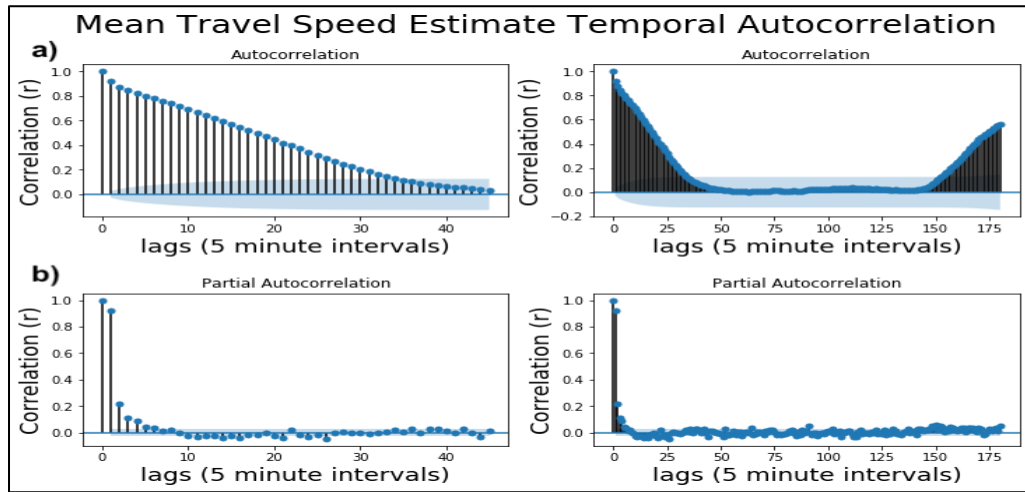 Mean Travel Speed Estimate Temporal Autocorrelation
a)
Autocorrelation
Correlation (r)
1.0
0.8
0.6
0.4
0.2
0.0
0 10 20 30 40
lags (5 minute intervals)
Autocorrelation
Correlation (r)
1.0
0.8
0.6
0.4
0.2
0.0
−0.2
0 25 50 75 100 125 150 175
lags (5 minute intervals)
b)
Partial Autocorrelation
Correlation (r)
1.0
0.8
0.6
0.4
0.2
0.0
0 10 20 30 40
lags (5 minute intervals)
Partial Autocorrelation
Correlation (r)
1.0
0.8
0.6
0.4
0.2
0.0
0 25 50 75 100 125 150 175
lags (5 minute intervals)